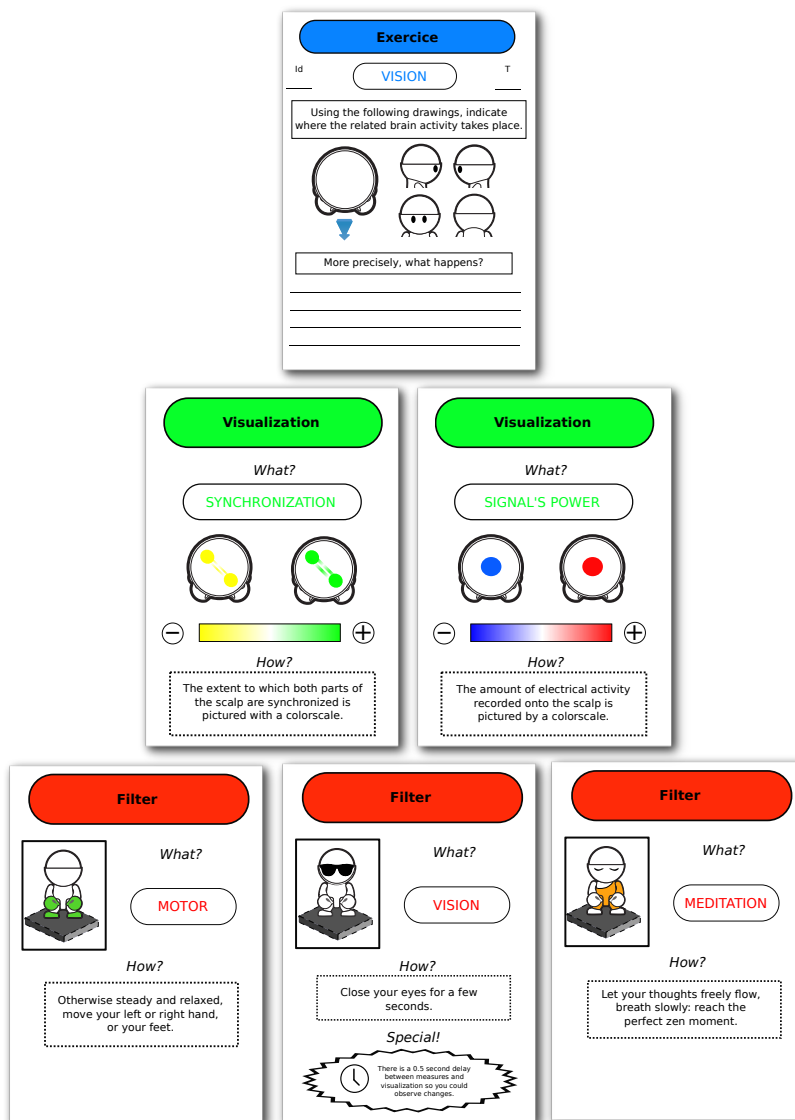 Exercice
Id
VISION
T
Using the following drawings, indicate
where the related brain activity takes place.
More precisely, what happens?
Visualization
What?
SYNCHRONIZATION
How?
The extent to which both parts of
the scalp are synchronized is
pictured with a colorscale.
Visualization
What?
SIGNAL'S POWER
How?
The amount of electrical activity
recorded onto the scalp is
pictured by a colorscale.
Filter
What?
MOTOR
How?
Otherwise steady and relaxed,
move your left or right hand,
or your feet.
Filter
What?
VISION
How?
Close your eyes for a few
seconds.
Special!
There is a 0.5 second delay
between measures and
visualization so you could
observe changes.
Filter
What?
MEDITATION
How?
Let your thoughts freely flow,
breath slowly: reach the
perfect zen moment.